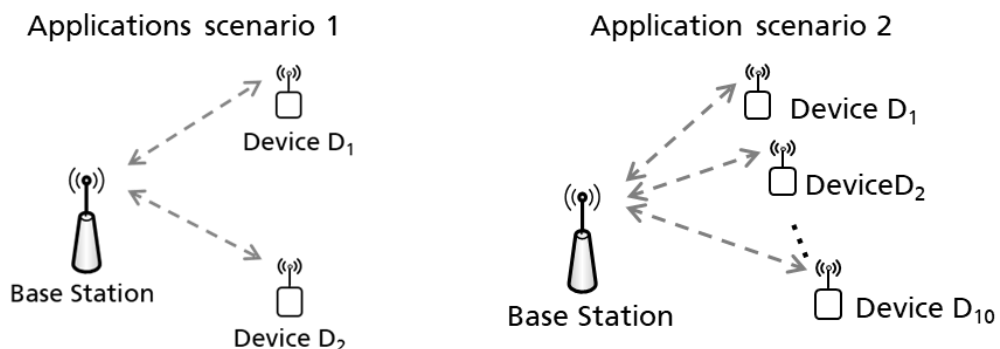 Applications scenario 1
Device D₁
Base Station
Device D₂
Application scenario 2
Device D₁
DeviceD₂
Base Station
Device D₁₀